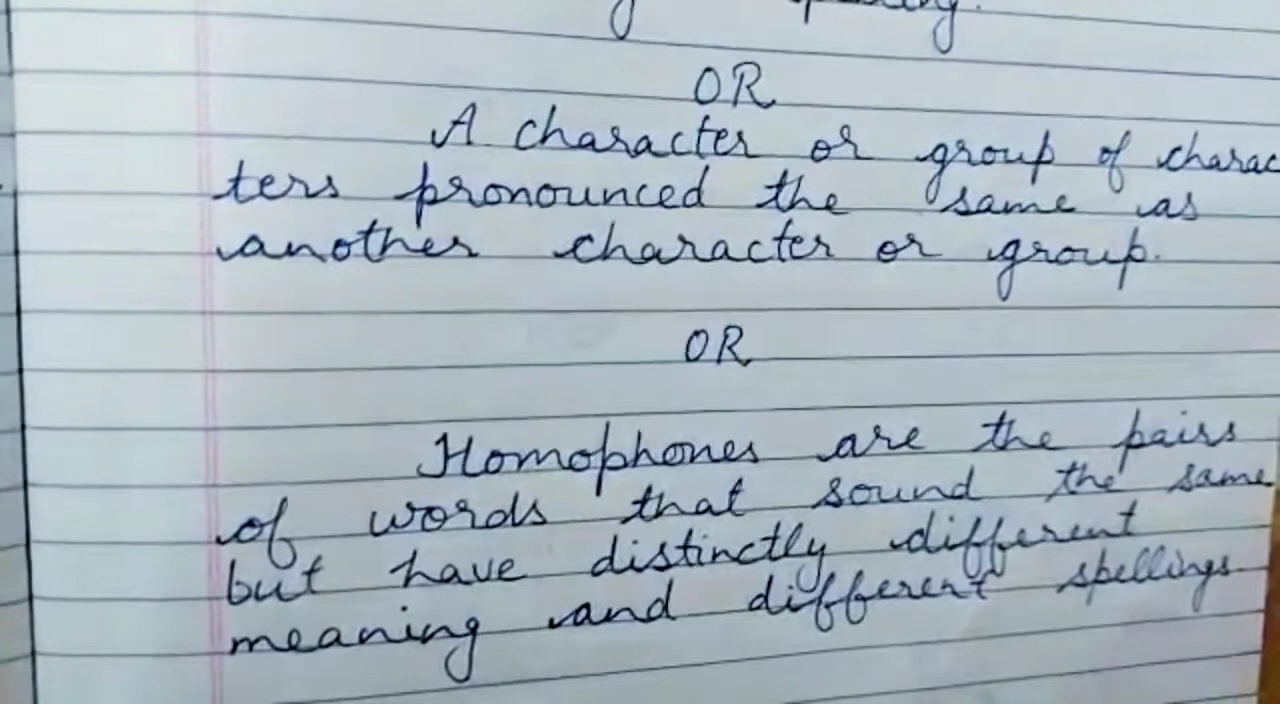 OR
A character or group of charac
ters pronounced the same as
another character or group.
OR
Homophones are the pairs
of words that sound the same
but have distinctly different
meaning and different spellings.